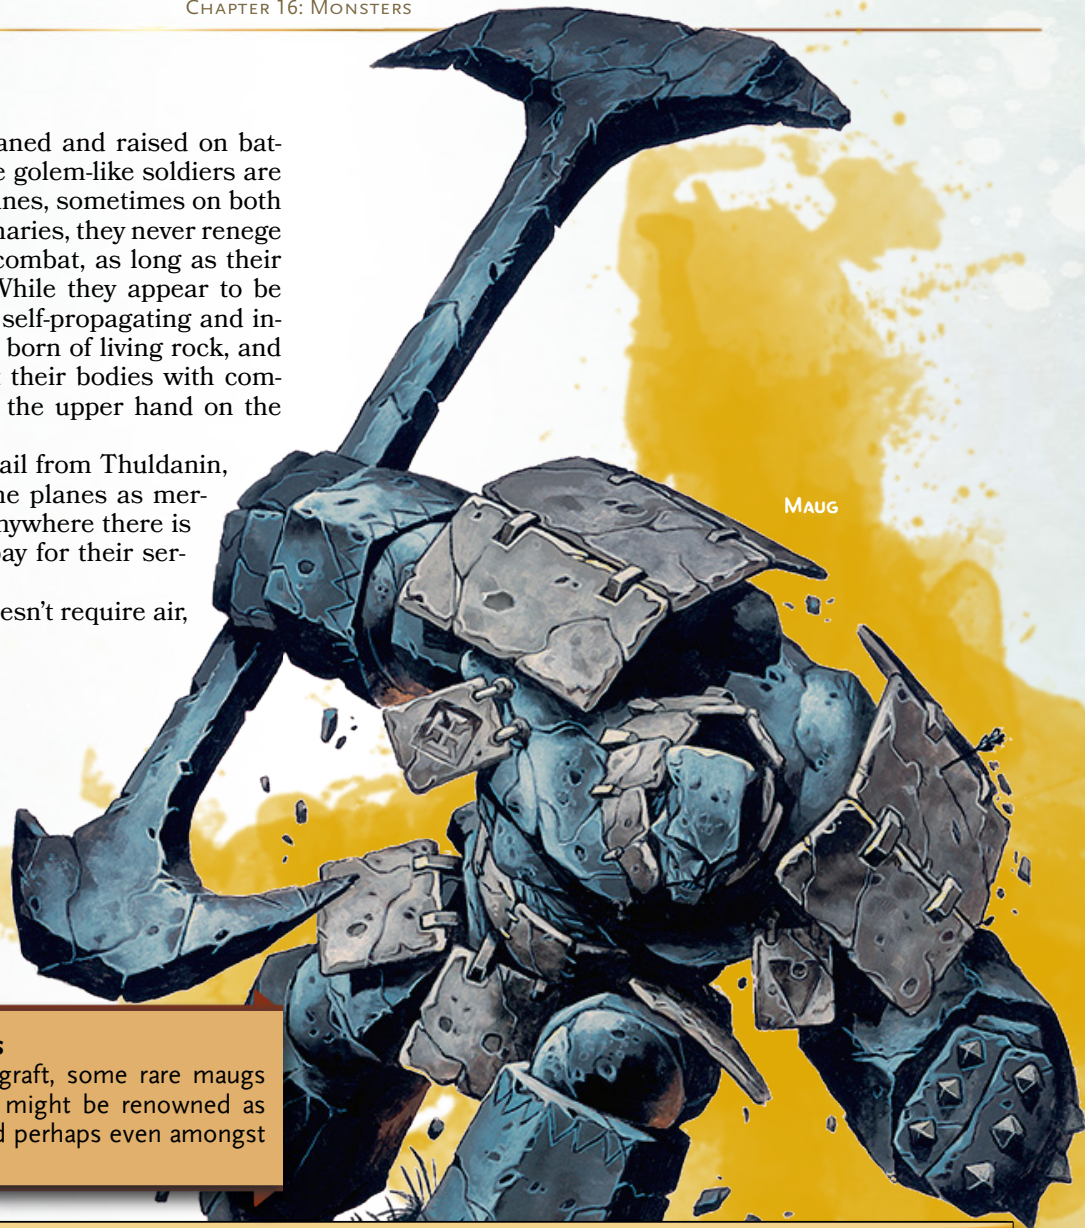 Chapter 16: Monsters
aned and raised on bat-
e golem-like soldiers are
nes, sometimes on both
naries, they never renege
combat, as long as their
While they appear to be
self-propagating and in-
born of living rock, and
their bodies with com-
the upper hand on the
ail from Thuldanin,
ne planes as mer-
nywhere there is
pay for their ser-
esn't require air,
Maug
s
graft, some rare maugs
might be renowned as
d perhaps even amongst